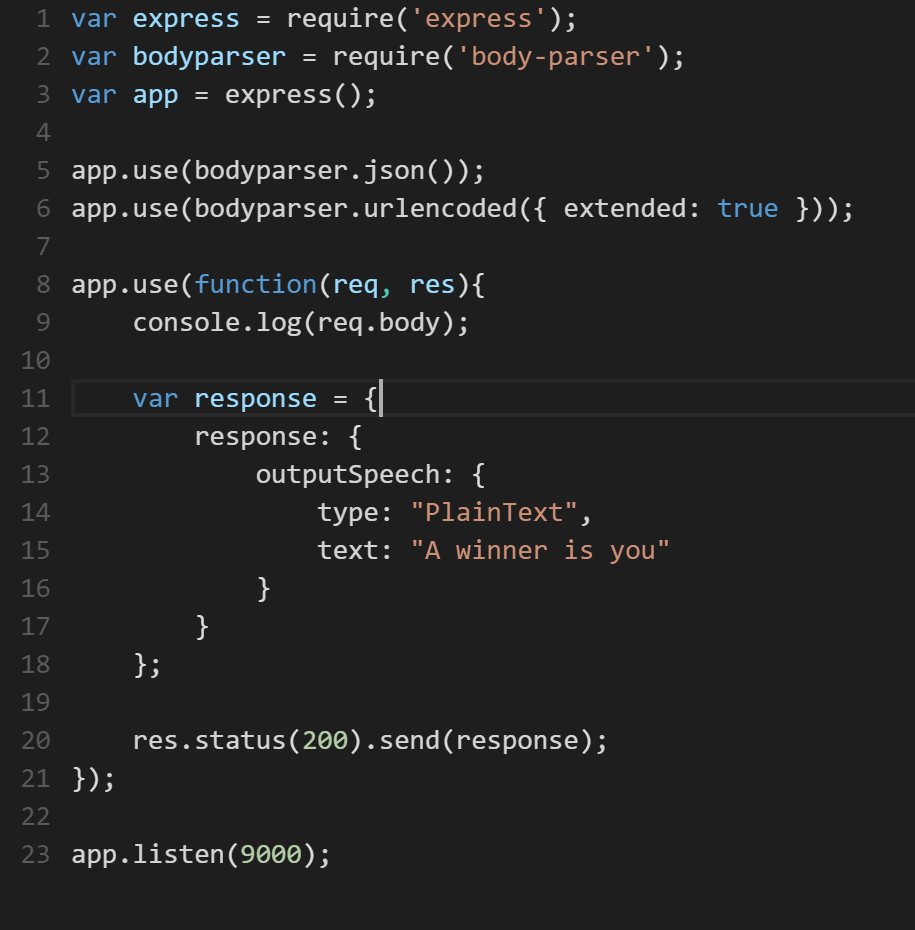 1 var express = require('express');
2 var bodyparser = require('body-parser');
3 var app = express();
4
5 app.use(bodyparser.json());
6 app.use(bodyparser.urlencoded({ extended: true }));
7
8 app.use(function(req, res){
9     console.log(req.body);
10
11     var response = {
12         response: {
13             outputSpeech: {
14                 type: "PlainText",
15                 text: "A winner is you"
16             }
17         }
18     };
19
20     res.status(200).send(response);
21 });
22
23 app.listen(9000);